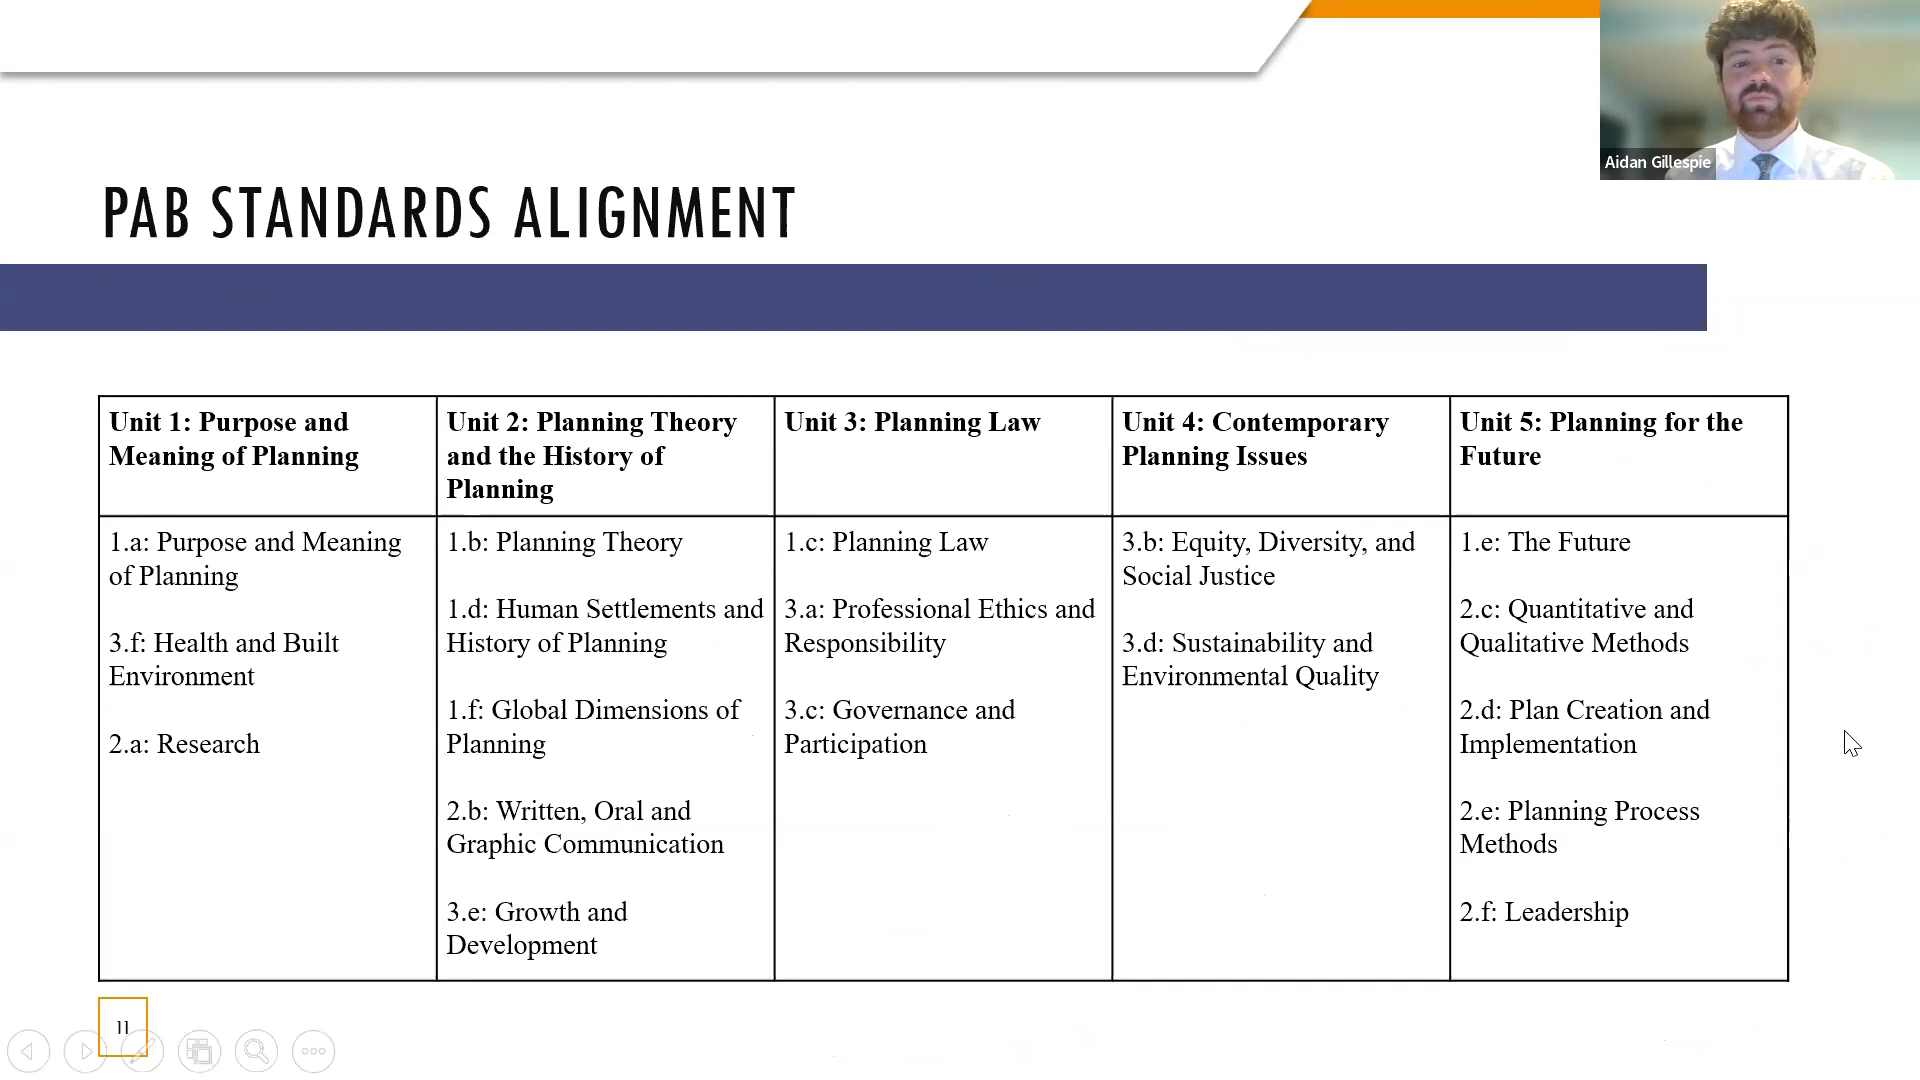 Aidan Gillespie
PAB STANDARDS ALIGNMENT
Unit 1: Purpose and
Meaning of Planning
Unit 2: Planning Theory
and the History of
Planning
Unit 3: Planning Law
Unit 4: Contemporary
Planning Issues
Unit 5: Planning for the
Future
1.a: Purpose and Meaning
of Planning
3.f: Health and Built
Environment
2.a: Research
1.b: Planning Theory
1.d: Human Settlements and
History of Planning
1.f: Global Dimensions of
Planning
2.b: Written, Oral and
Graphic Communication
3.e: Growth and
Development
1.c: Planning Law
3.a: Professional Ethics and
Responsibility
3.c: Governance and
Participation
3.b: Equity, Diversity, and
Social Justice
3.d: Sustainability and
Environmental Quality
1.e: The Future
2.c: Quantitative and
Qualitative Methods
2.d: Plan Creation and
Implementation
2.e: Planning Process
Methods
2.f: Leadership
11